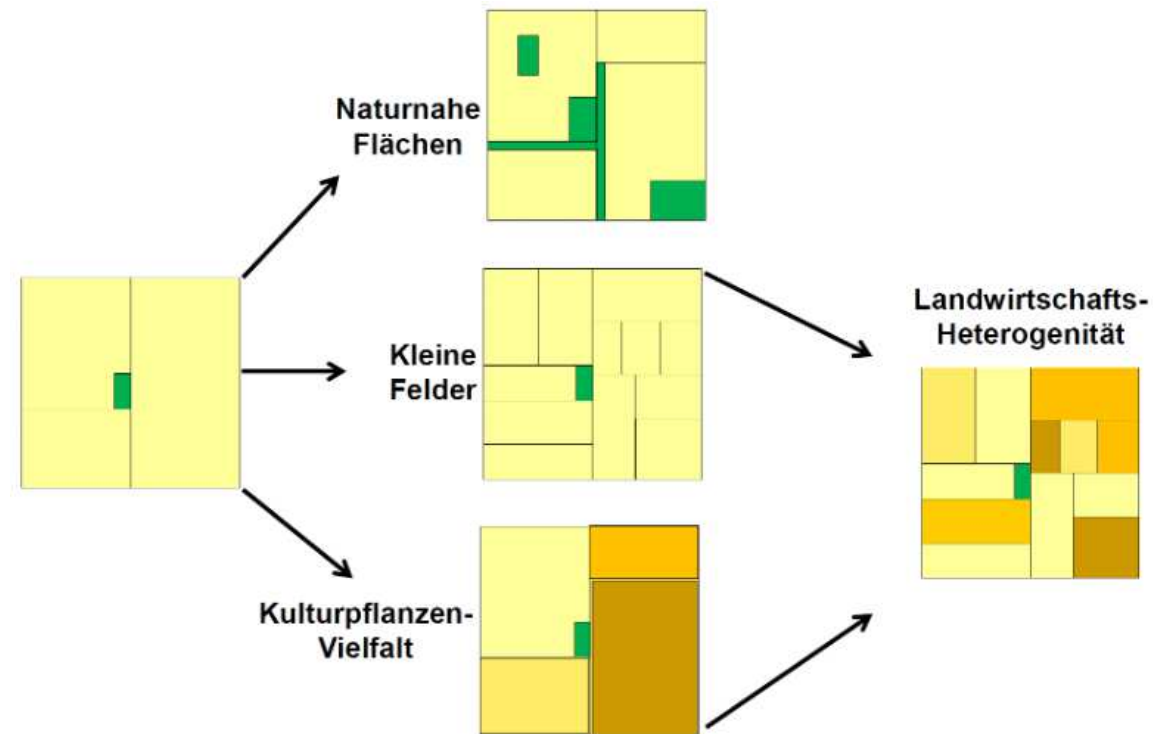 Naturnahe
Flächen
Kleine
Felder
Kulturpflanzen-
Vielfalt
Landwirtschafts-
Heterogenität